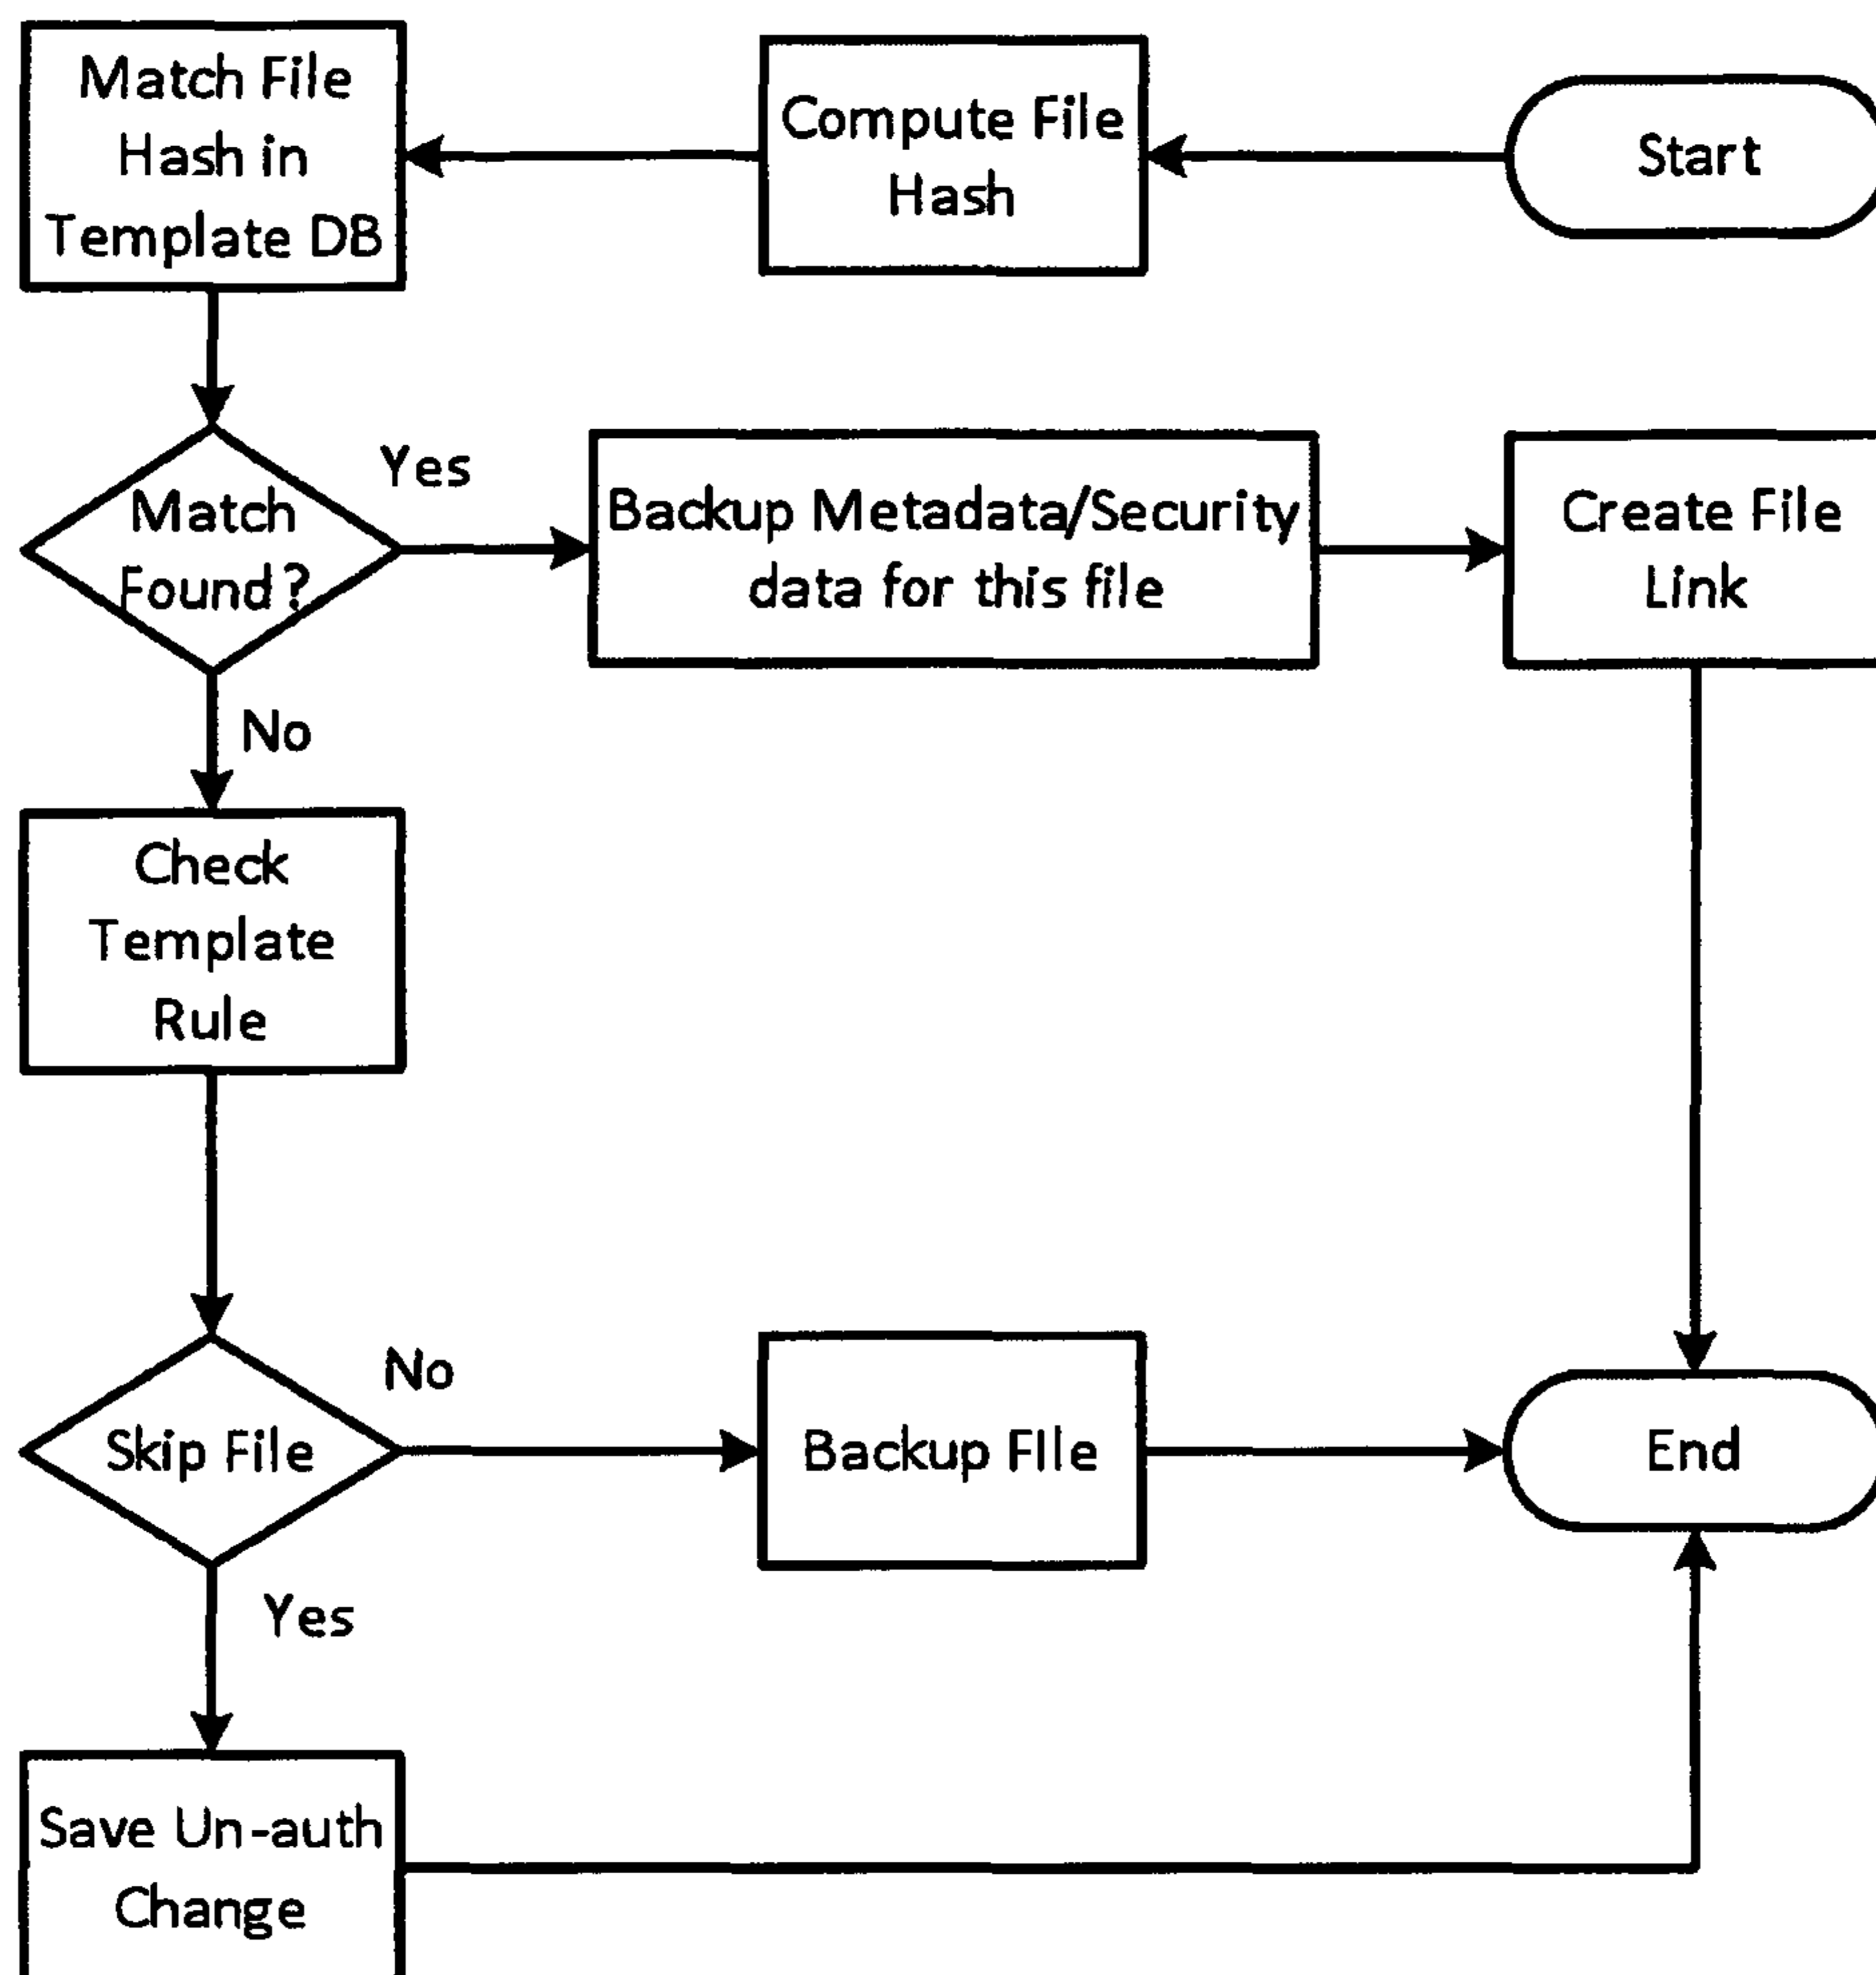 Match File
Hash in
Template DB
Compute File
Hash
Start
Match
Found?
Yes
Backup Metadata/Security
data for this file
Create File
Link
No
Check
Template
Rule
Skip File
No
Backup FIle
End
Yes
Save Un-auth
Change